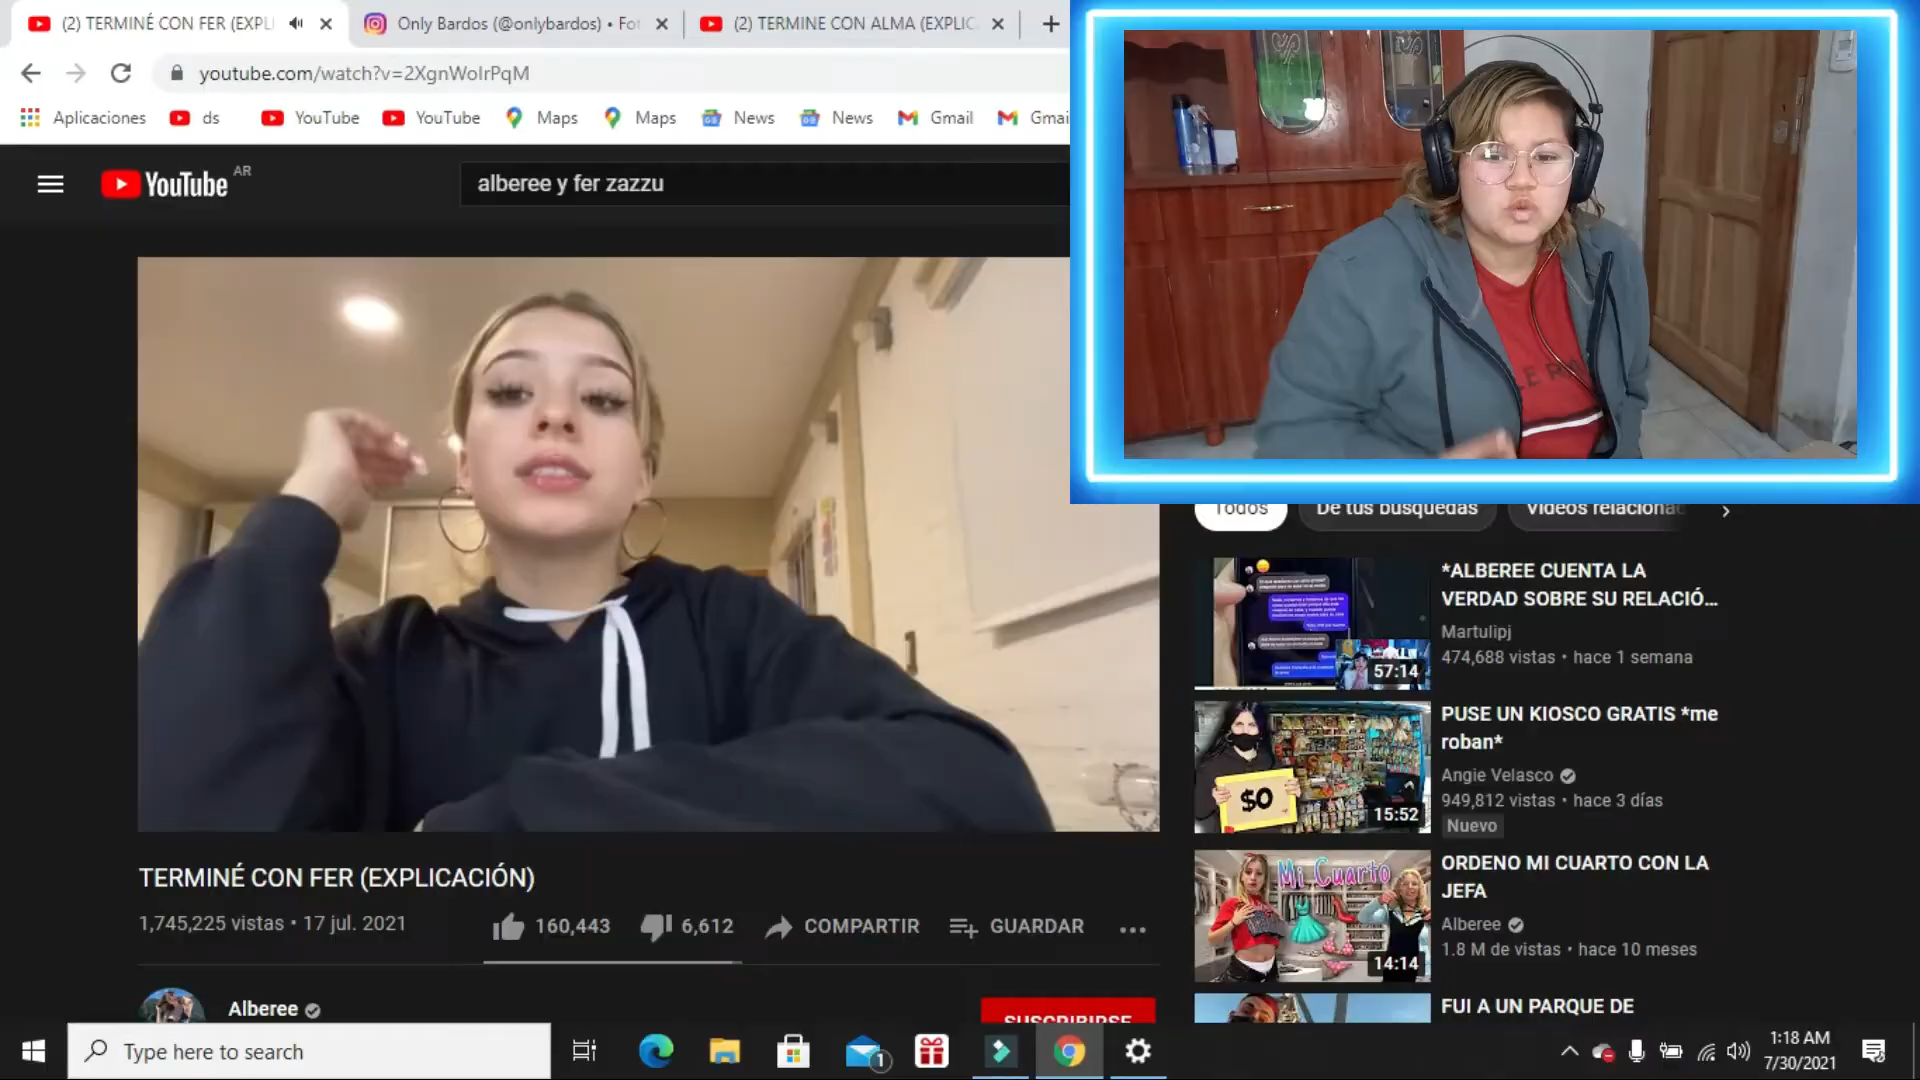 (2) TERMINÉ CON FER (EXPLI
Only Bardos (@onlybardos) • Fot
(2) TERMINE CON ALMA (EXPLIC
youtube.com/watch?v=2XgnWolrPqM
Aplicaciones
ds
YouTube
YouTube
Maps
Maps
News
News
Gmail
Gmai
YouTube AR
alberee y fer zazzu
Todos
De tus búsquedas
Videos relacionad
*ALBEREE CUENTA LA
VERDAD SOBRE SU RELACIÓ...
Martulipj
474,688 vistas • hace 1 semana
57:14
PUSE UN KIOSCO GRATIS *me
roban*
Angie Velasco
949,812 vistas • hace 3 días
Nuevo
$0
15:52
Mi Cuarto
ORDENO MI CUARTO CON LA
JEFA
Alberee
1.8 M de vistas • hace 10 meses
14:14
FUI A UN PARQUE DE
TERMINÉ CON FER (EXPLICACIÓN)
1,745,225 vistas • 17 jul. 2021
160,443
6,612
COMPARTIR
GUARDAR
Alberee
SUSCRIBIRSE
Type here to search
1
1:18 AM
7/30/2021